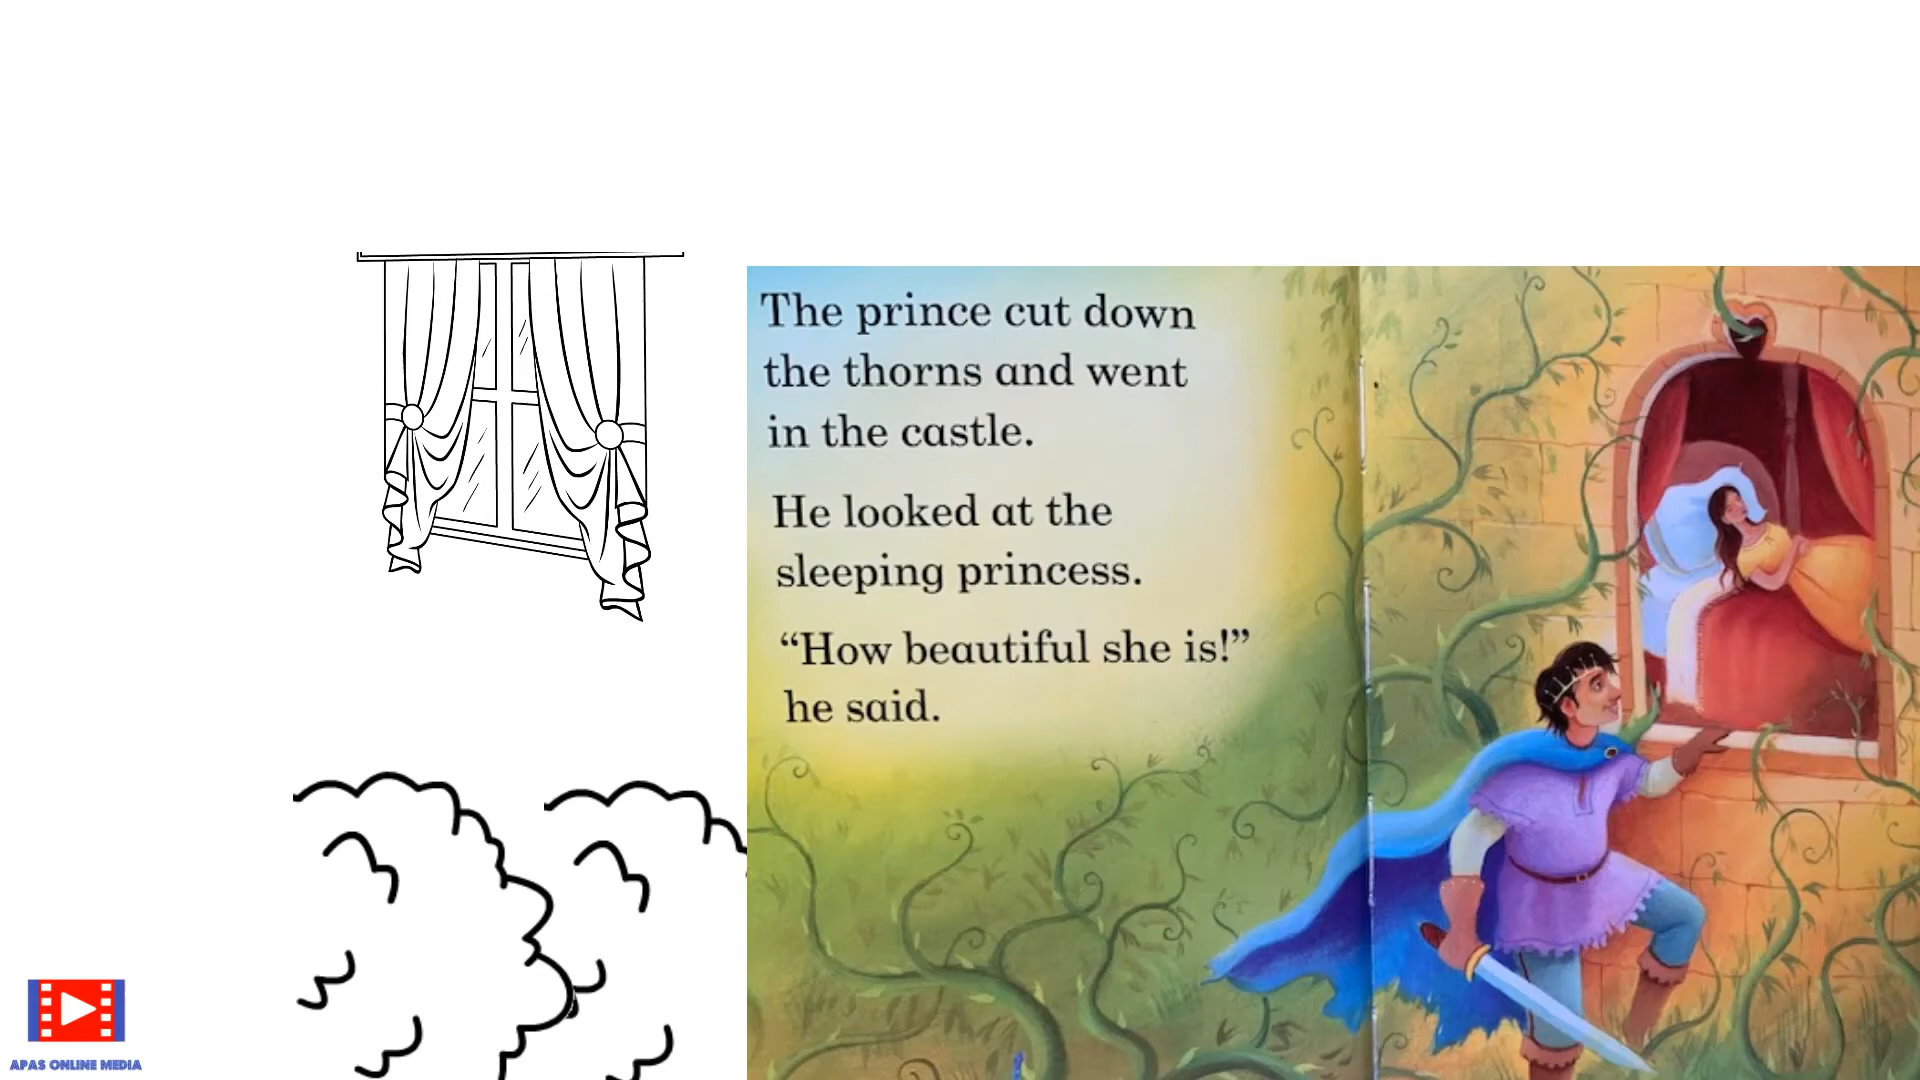 The prince cut down
the thorns and went
in the castle.
He looked at the
sleeping princess.
“How beautiful she is!”
he said.
APAS ONLINE MEDIA